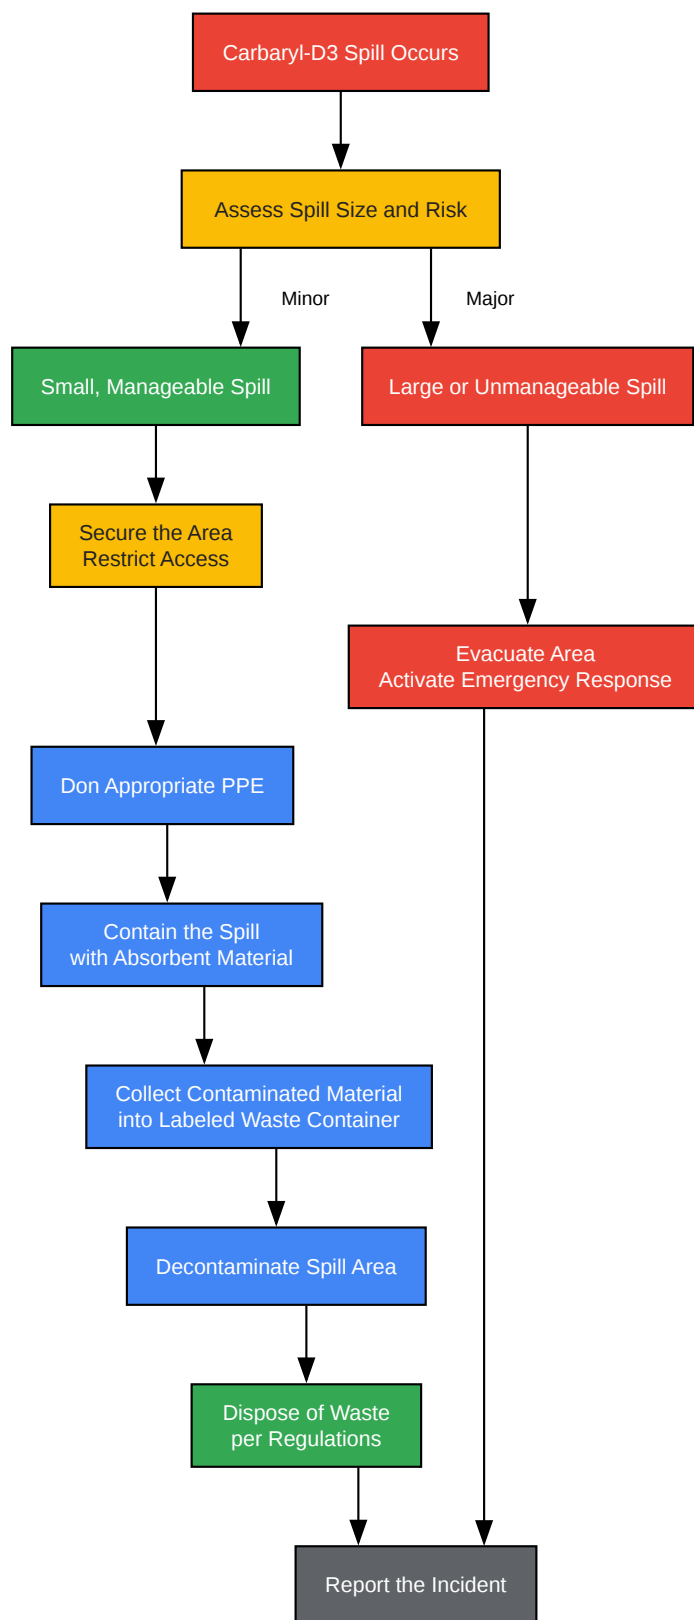 Carbaryl-D3 Spill Occurs
Assess Spill Size and Risk
Minor
Major
Small, Manageable Spill
Large or Unmanageable Spill
Secure the Area
Restrict Access
Evacuate Area
Activate Emergency Response
Don Appropriate PPE
Contain the Spill
with Absorbent Material
Collect Contaminated Material
into Labeled Waste Container
Decontaminate Spill Area
Dispose of Waste
per Regulations
Report the Incident